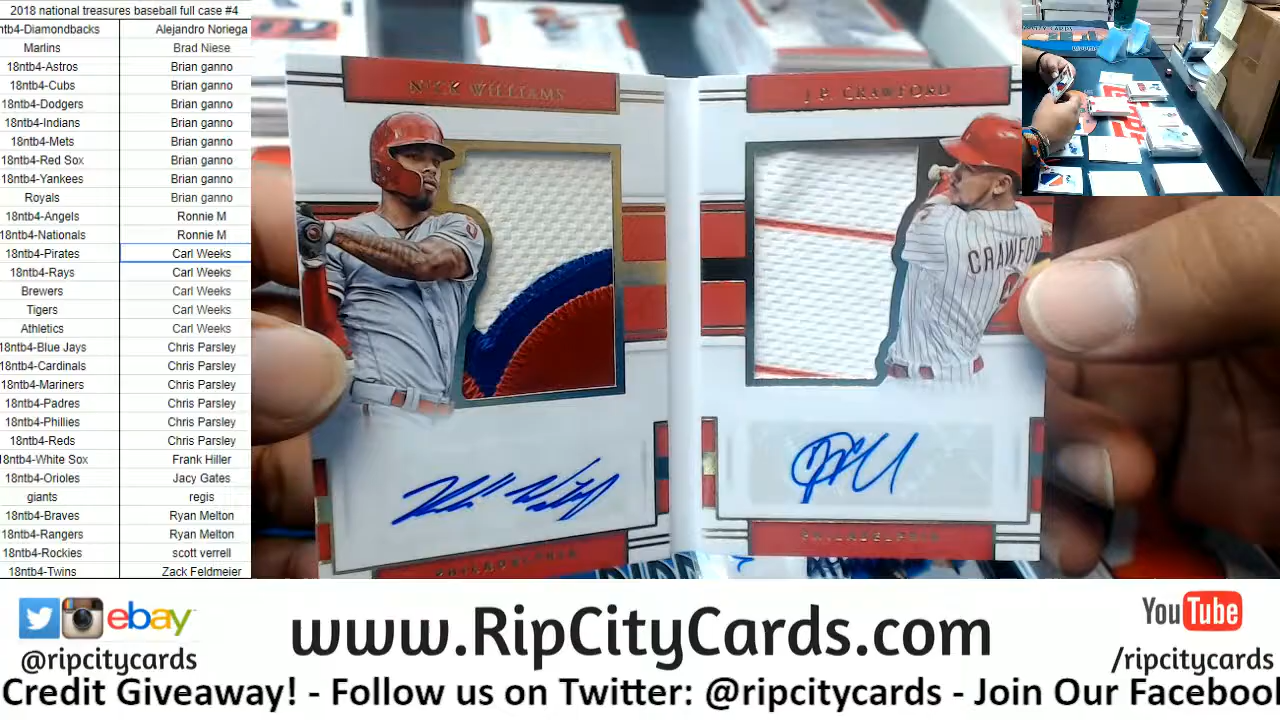 2018 national treasures baseball full case #4
ntb4-Diamondbacks Alejandro Noriega
Marlins Brad Niese
18ntb4-Astros Brian ganno
18ntb4-Cubs Brian ganno
18ntb4-Dodgers Brian ganno
18ntb4-Indians Brian ganno
18ntb4-Mets Brian ganno
18ntb4-Red Sox Brian ganno
18ntb4-Yankees Brian ganno
Royals Brian ganno
18ntb4-Angels Ronnie M
18ntb4-Nationals Ronnie M
18ntb4-Pirates Carl Weeks
18ntb4-Rays Carl Weeks
Brewers Carl Weeks
Tigers Carl Weeks
Athletics Carl Weeks
18ntb4-Blue Jays Chris Parsley
18ntb4-Cardinals Chris Parsley
18ntb4-Mariners Chris Parsley
18ntb4-Padres Chris Parsley
18ntb4-Phillies Chris Parsley
18ntb4-Reds Chris Parsley
18ntb4-White Sox Frank Hiller
18ntb4-Orioles Jacy Gates
giants regis
18ntb4-Braves Ryan Melton
18ntb4-Rangers Ryan Melton
18ntb4-Rockies scott verrell
18ntb4-Twins Zack Feldmeier
NICK WILLIAMS
PHILADELPHIA
J.P. CRAWFORD
CRAWFORD
PHILADELPHIA
ebay
@ripcitycards
www.RipCityCards.com
YouTube
/ripcitycards
Credit Giveaway! - Follow us on Twitter: @ripcitycards - Join Our Facebool